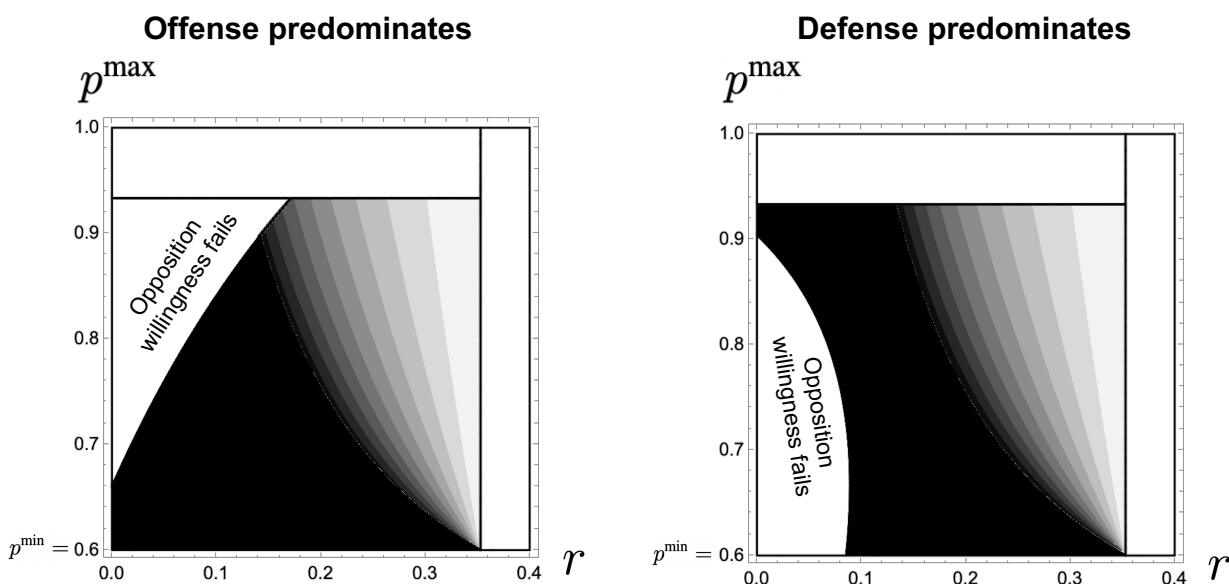 Offense predominates
p^max
1.0
0.9
0.8
0.7
p^min = 0.6
0.0 0.1 0.2 0.3 0.4
r
Opposition
willingness fails
Defense predominates
p^max
1.0
0.9
0.8
0.7
p^min = 0.6
0.0 0.1 0.2 0.3 0.4
r
Opposition
willingness fails